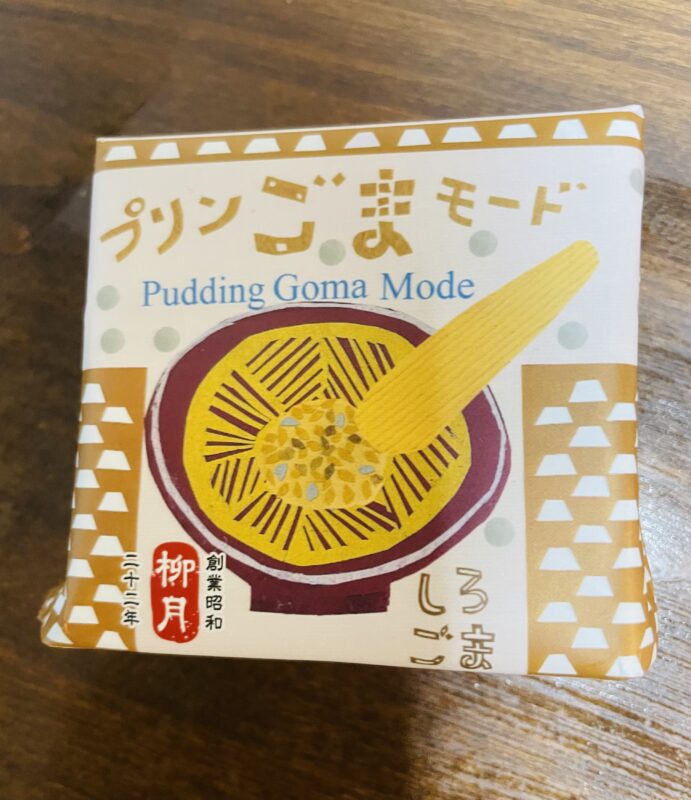 プリンごまモード
Pudding Goma Mode
しろ
ごま
創業昭和
二十二年
柳月